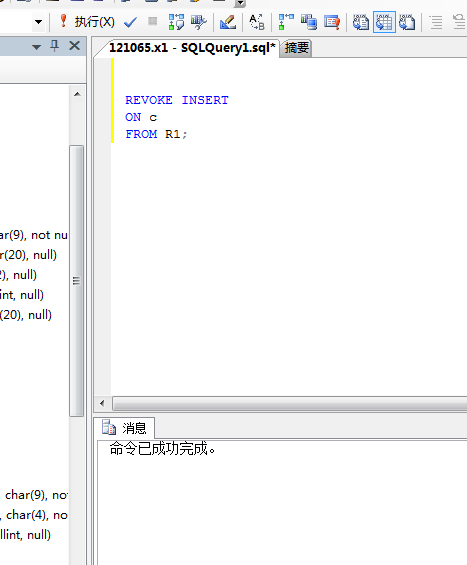 执行(X)
121065.x1 - SQLQuery1.sql*
摘要
REVOKE INSERT
ON c
FROM R1;
ar(9), not nu
r(20), null)
2), null)
int, null)
(20), null)
消息
命令已成功完成。
char(9), no
char(4), no
llint, null)